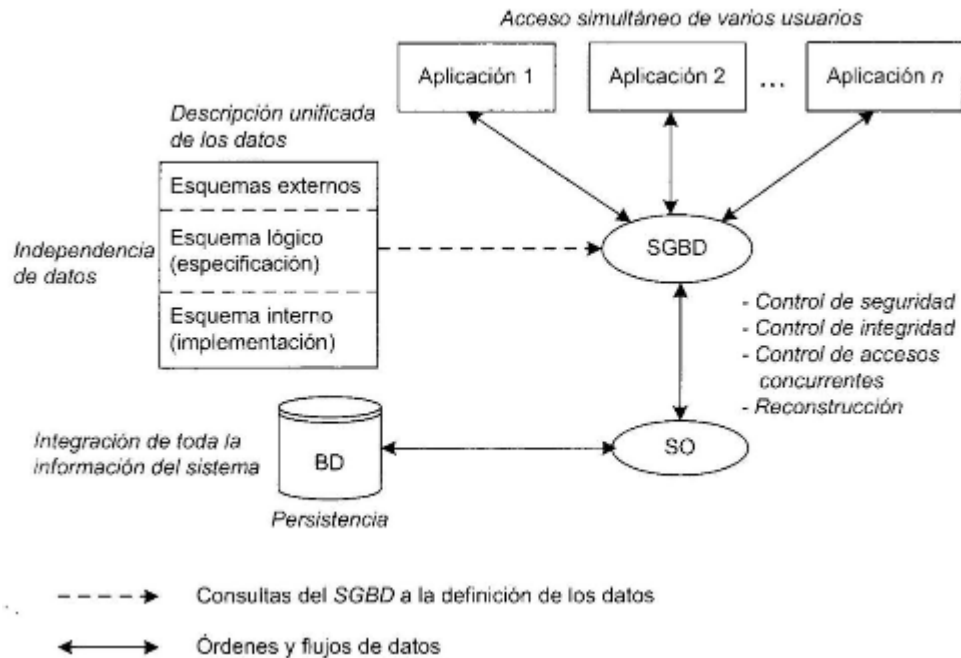 Acceso simultáneo de varios usuarios
Aplicación 1
Aplicación 2
...
Aplicación n
Descripción unificada
de los datos
Esquemas externos
Esquema lógico
(especificación)
Esquema interno
(implementación)
Independencia
de datos
SGBD
- Control de seguridad
- Control de integridad
- Control de accesos
concurrentes
- Reconstrucción
SO
Integración de toda la
información del sistema
BD
Persistencia
Consultas del SGBD a la definición de los datos
Órdenes y flujos de datos